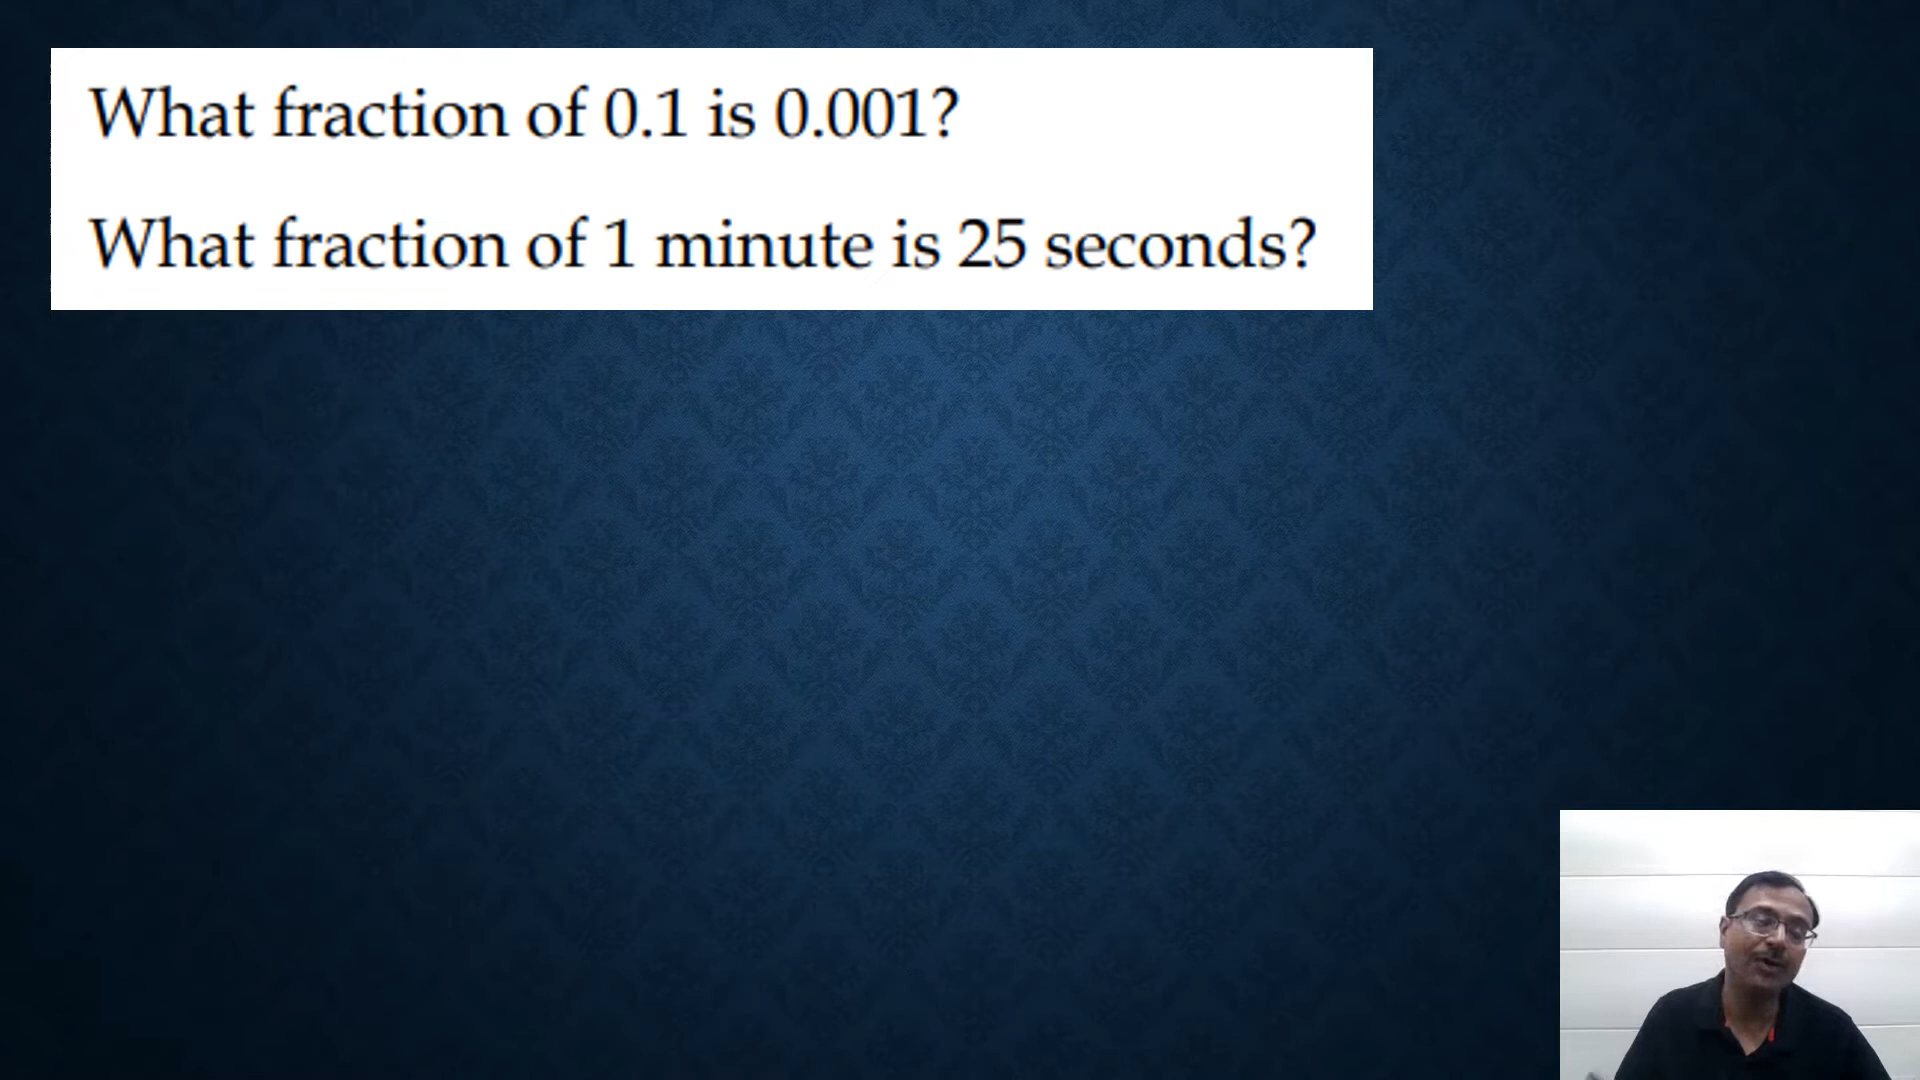 What fraction of 0.1 is 0.001?
What fraction of 1 minute is 25 seconds?